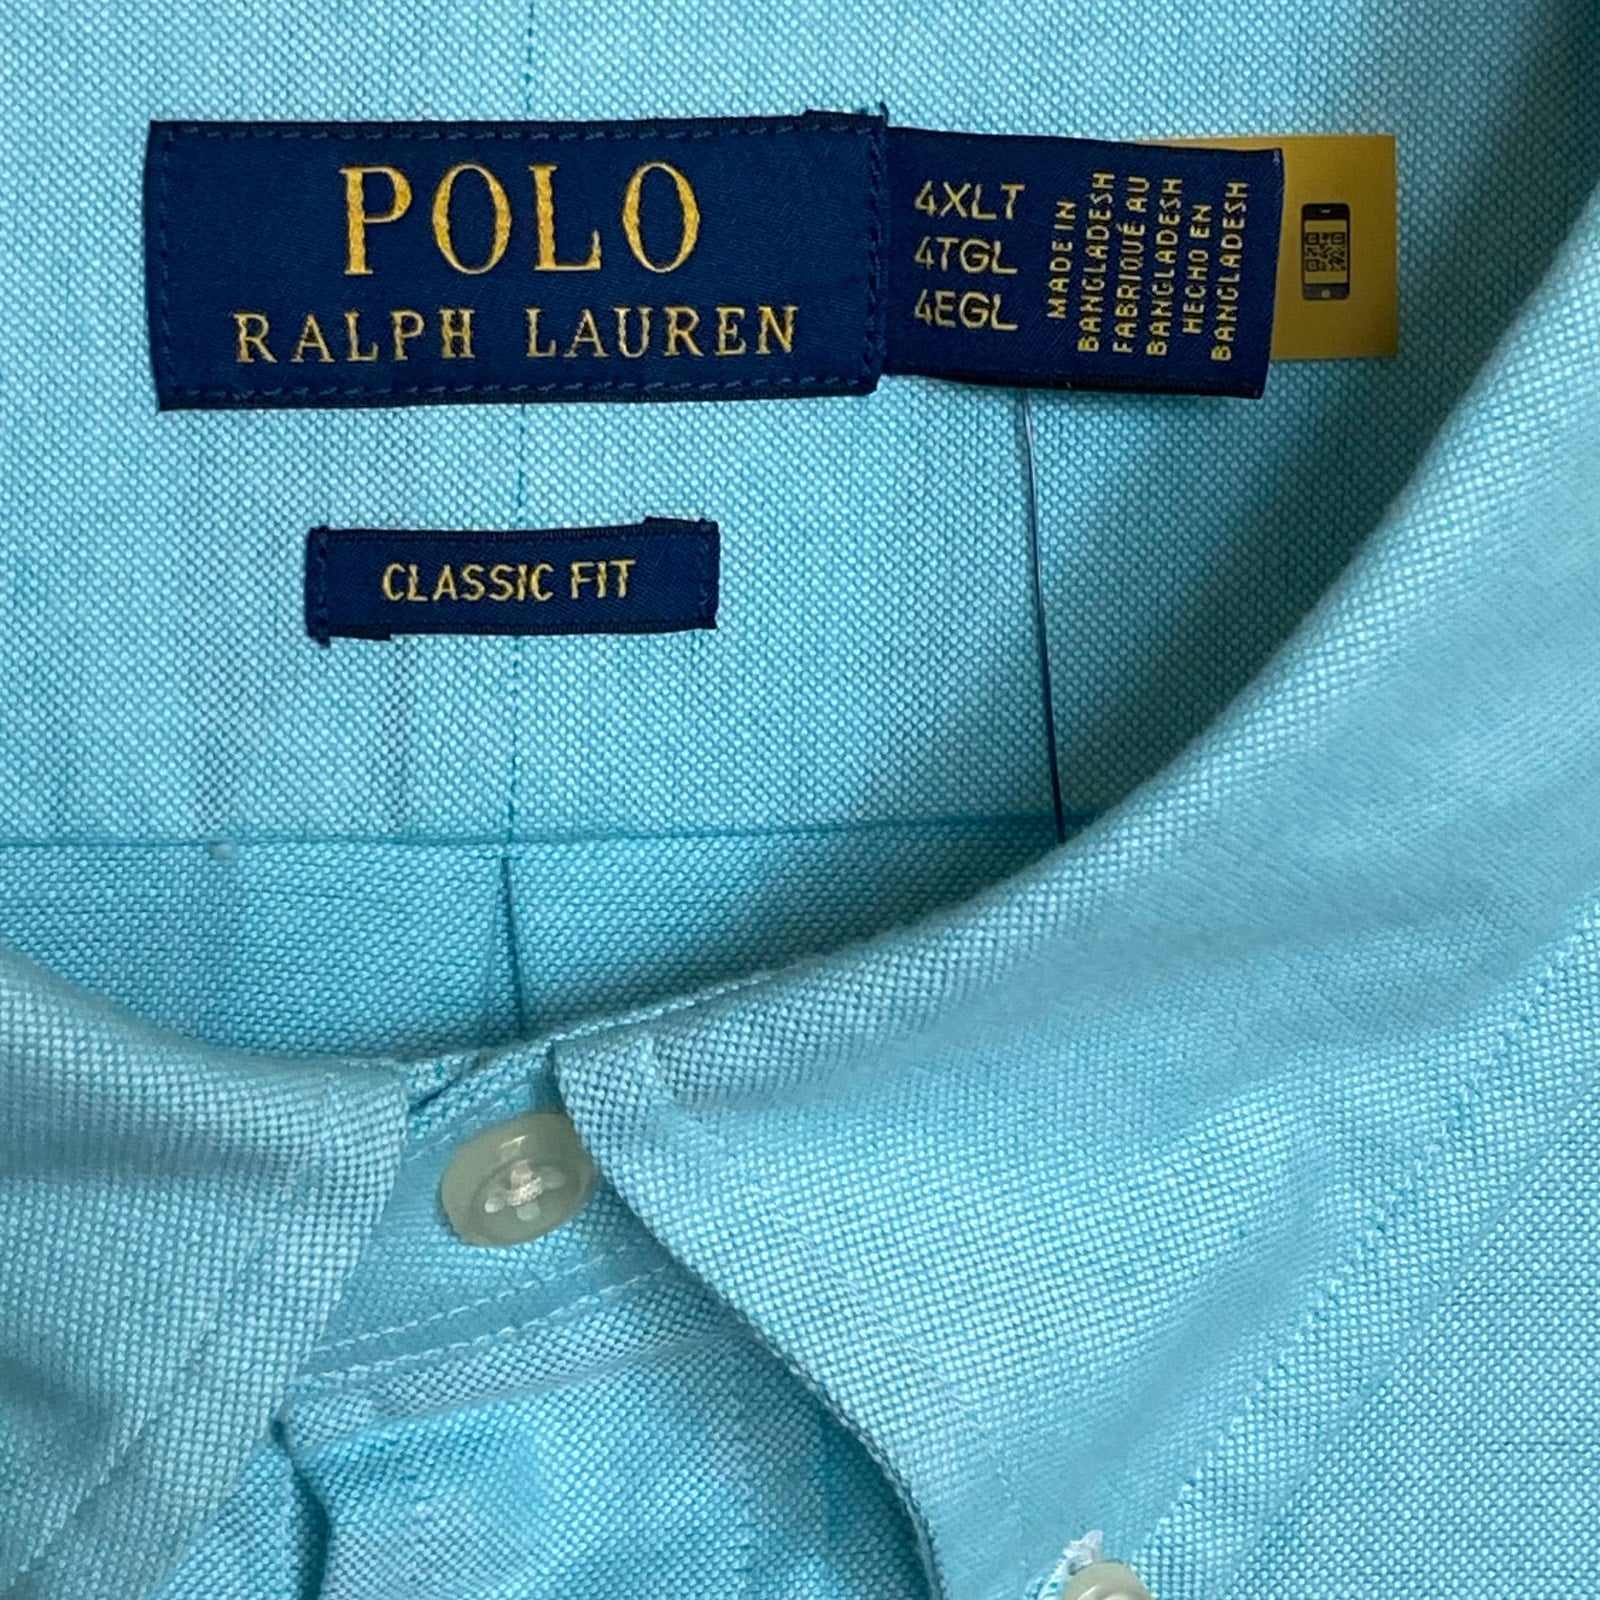 POLO
RALPH LAUREN
4XLT
4TGL
4EGL
MADE IN
BANGLADESH
FABRIQUÉ AU
BANGLADESH
HECHO EN
BANGLADESH
CLASSIC FIT